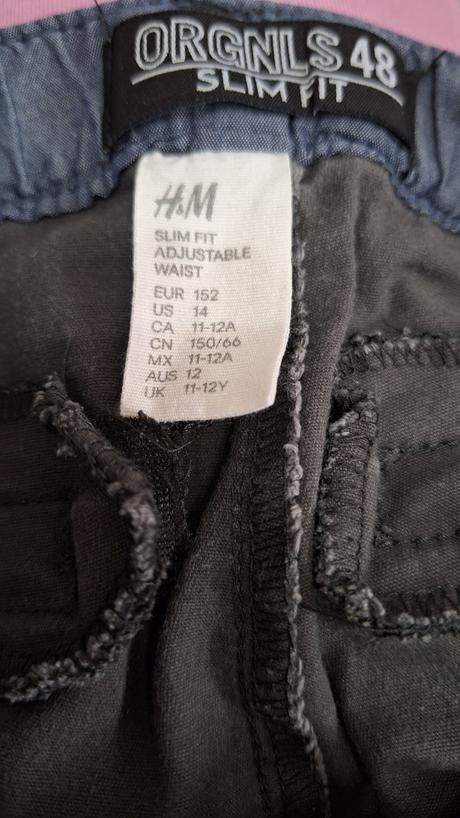 ORGNLS 48
SLIM FIT
H&M
SLIM FIT
ADJUSTABLE
WAIST
EUR 152
US 14
CA 11-12A
CN 150/66
MX 11-12A
AUS 12
UK 11-12Y